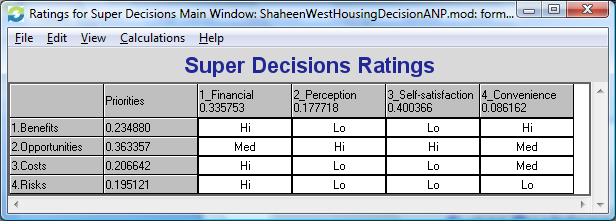 Ratings for Super Decisions Main Window: ShaheenWestHousingDecisionANP.mod: form...
File Edit View Calculations Help
Super Decisions Ratings
Priorities 1_Financial 0.335753 2_Perception 0.177718 3_Self-satisfaction 0.400366 4_Convenience 0.086162
1.Benefits 0.234880 Hi Lo Lo Hi
2.Opportunities 0.363357 Med Hi Hi Med
3.Costs 0.206642 Hi Lo Lo Med
4.Risks 0.195121 Hi Lo Lo Lo